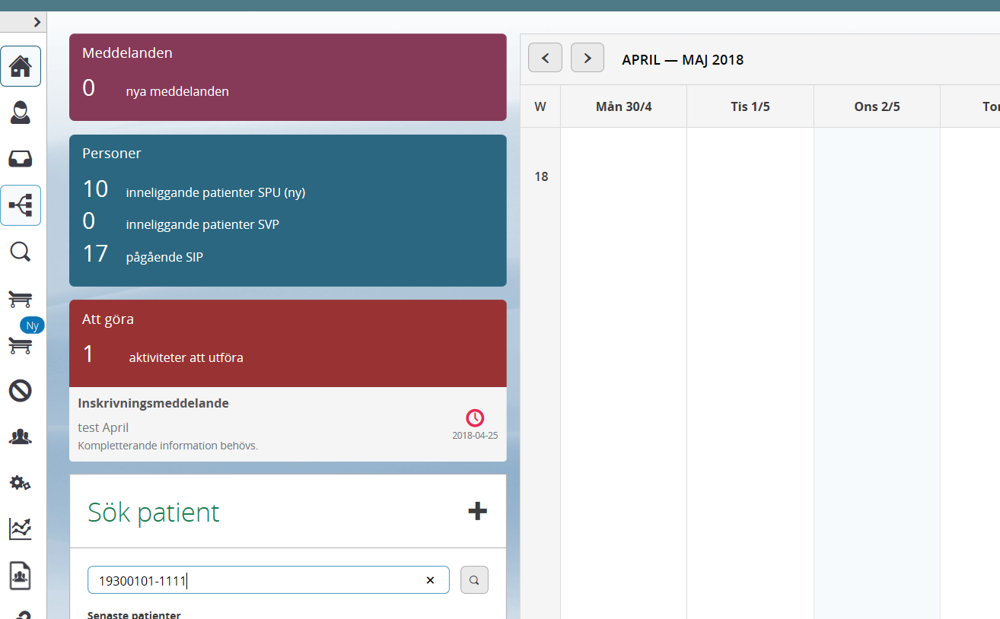 Meddelanden
0 nya meddelanden
Personer
10 inneliggande patienter SPU (ny)
0 inneliggande patienter SVP
17 pågående SIP
Att göra
1 aktiviteter att utföra
Inskrivningsmeddelande
test April
Kompletterande information behövs.
2018-04-25
Sök patient
19300101-1111
Senaste patienter
Ny
APRIL — MAJ 2018
W Mån 30/4 Tis 1/5 Ons 2/5
18